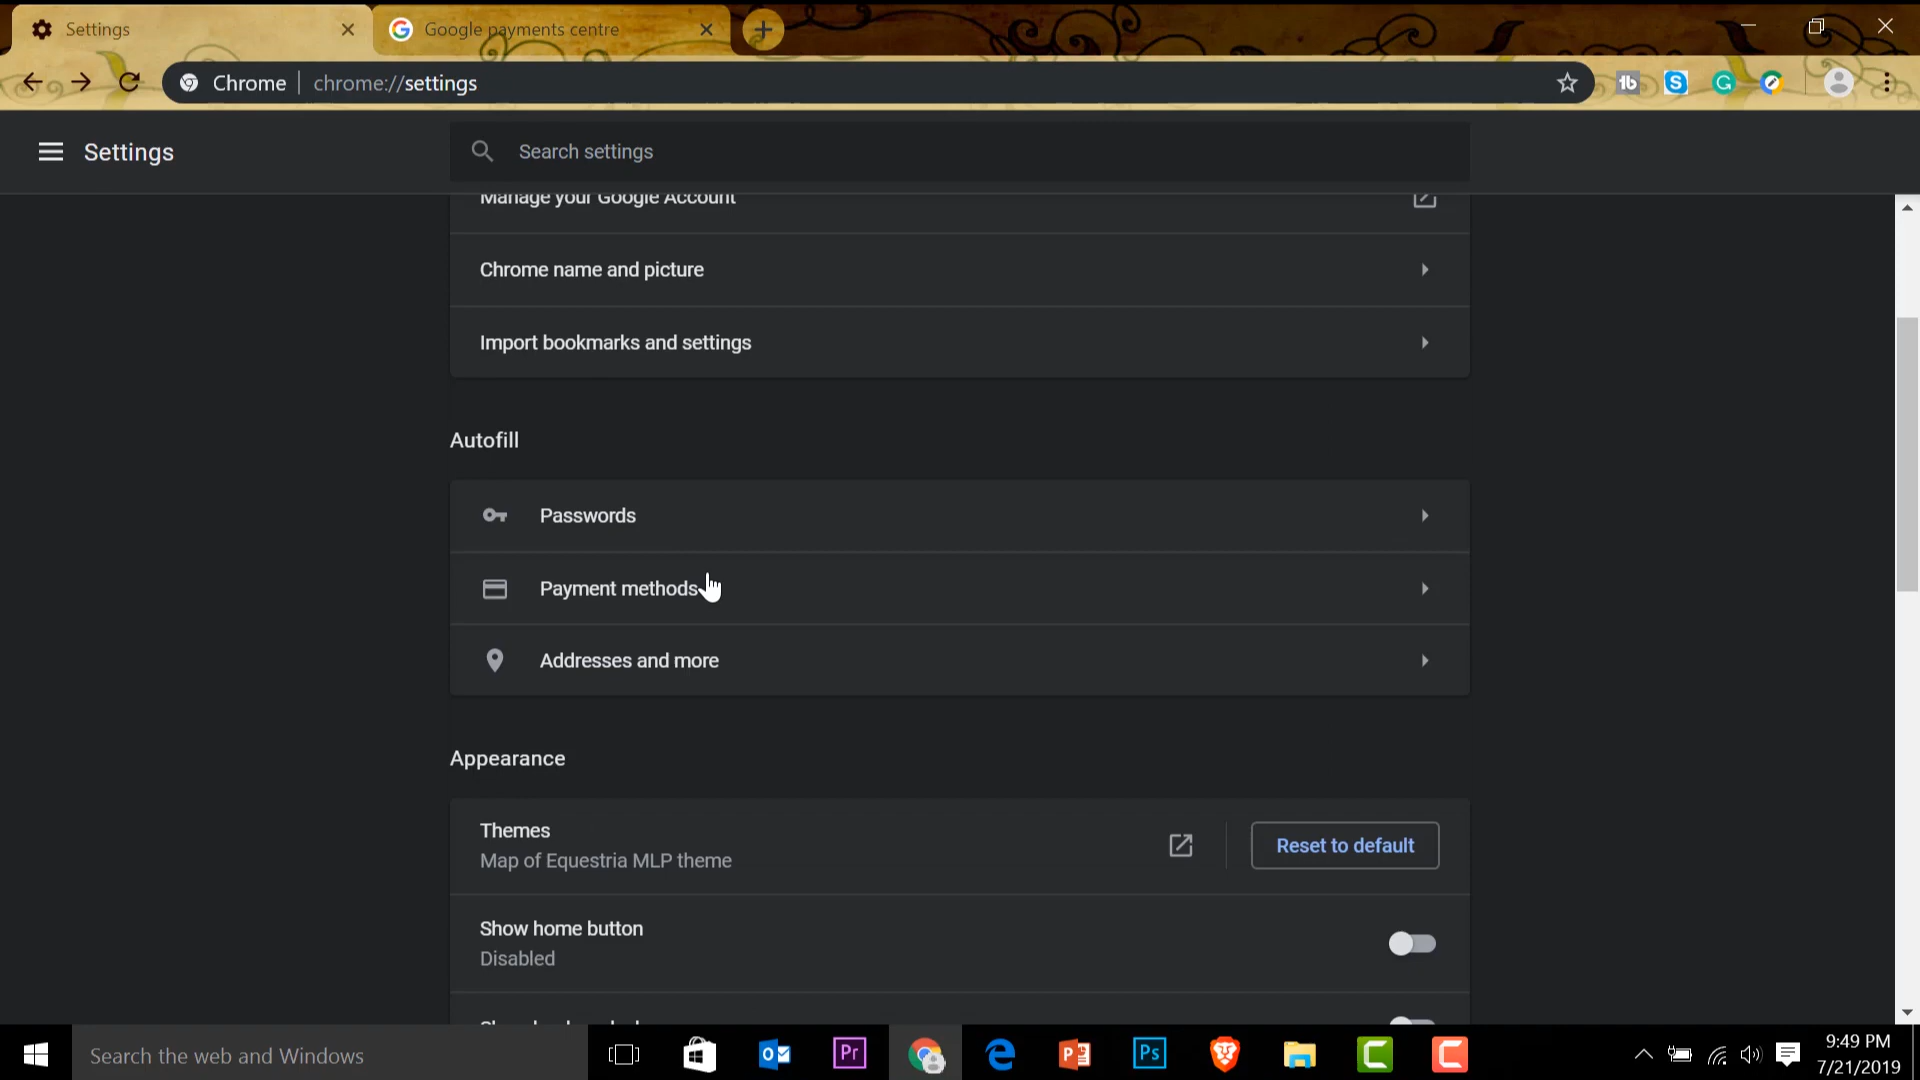 Settings
Google payments centre
Chrome
chrome://settings
Settings
Search settings
Manage your Google Account
Chrome name and picture
Import bookmarks and settings
Autofill
Passwords
Payment methods
Addresses and more
Appearance
Themes
Map of Equestria MLP theme
Reset to default
Show home button
Disabled
Search the web and Windows
9:49 PM
7/21/2019